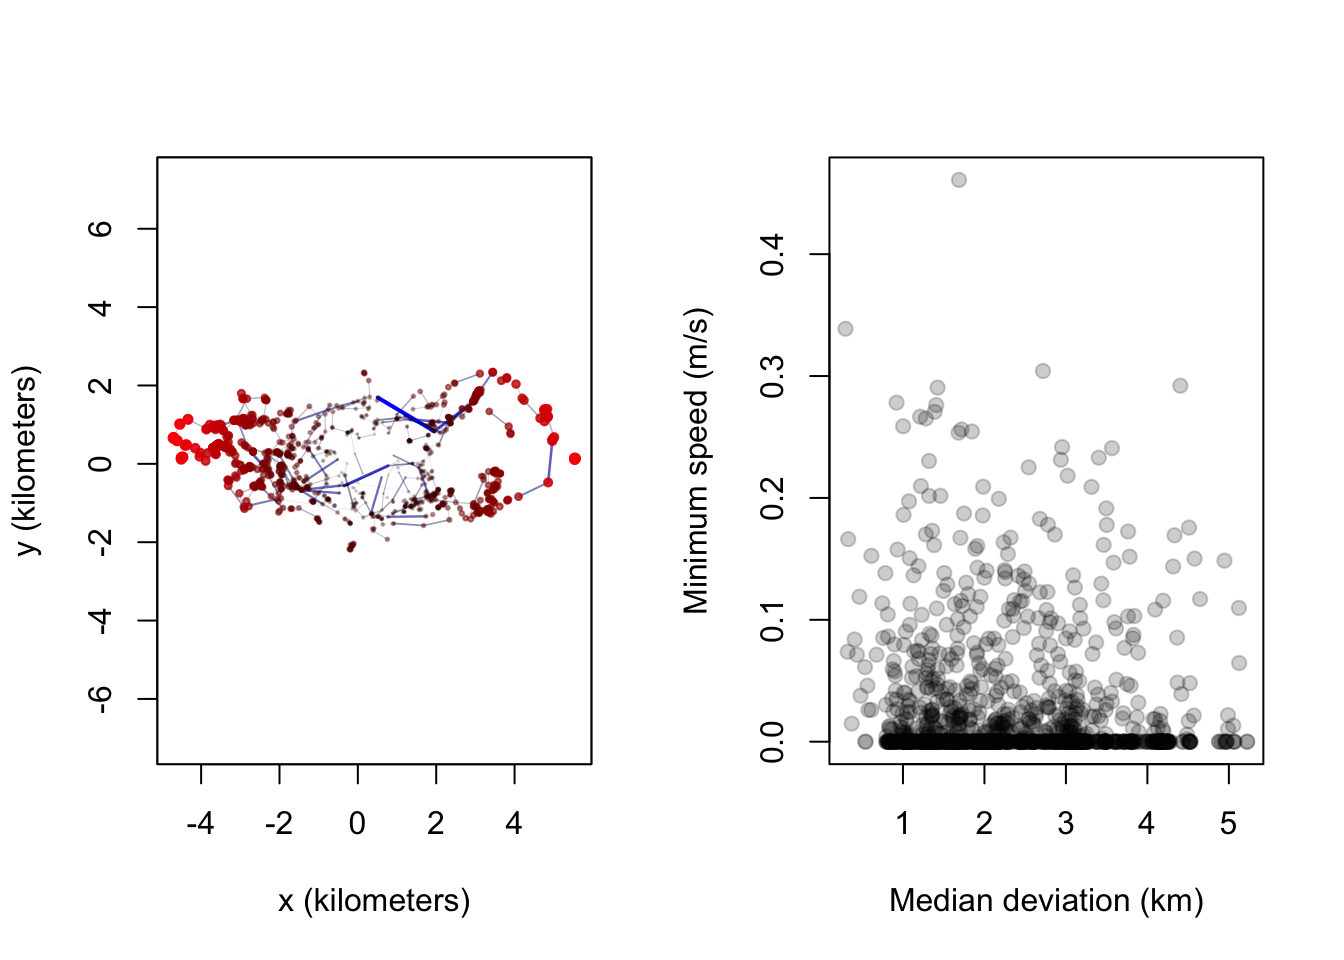 6
4
2
0
-2
-4
-6
y (kilometers)
-4 -2 0 2 4
x (kilometers)
0.4
0.3
0.2
0.1
0.0
Minimum speed (m/s)
1 2 3 4 5
Median deviation (km)